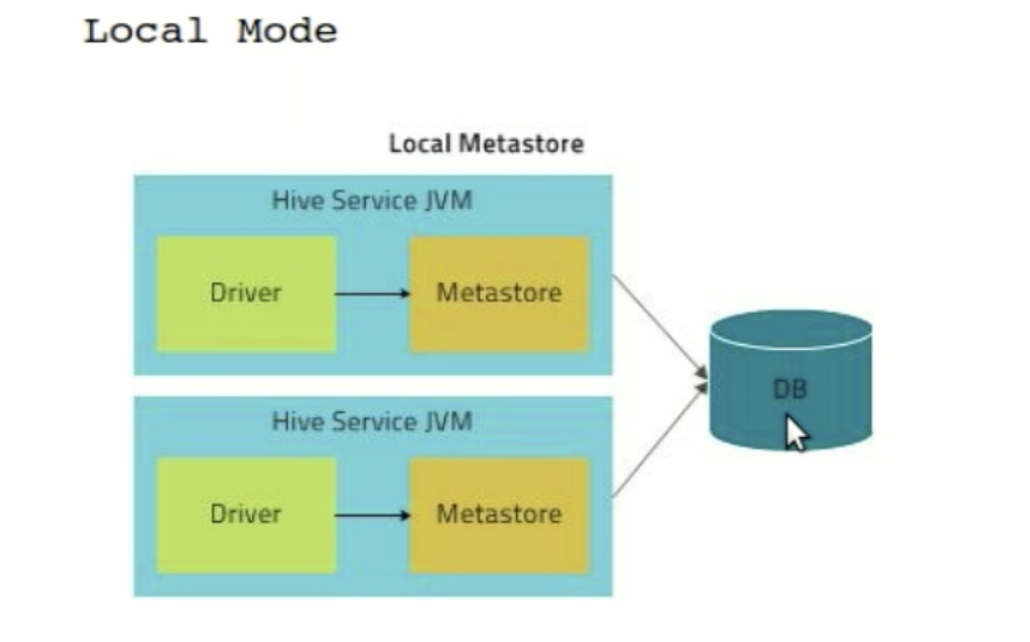 Local Mode
Local Metastore
Hive Service JVM
Driver
Metastore
DB
Hive Service JVM
Driver
Metastore